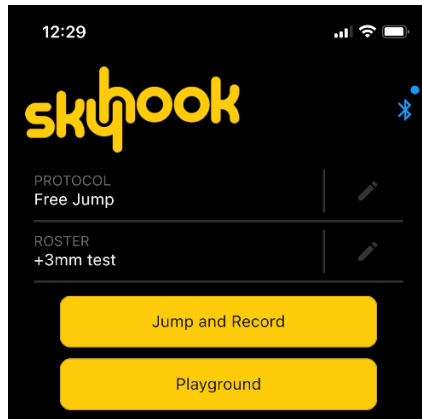 12:29
skyhook
PROTOCOL
Free Jump
ROSTER
+3mm test
Jump and Record
Playground